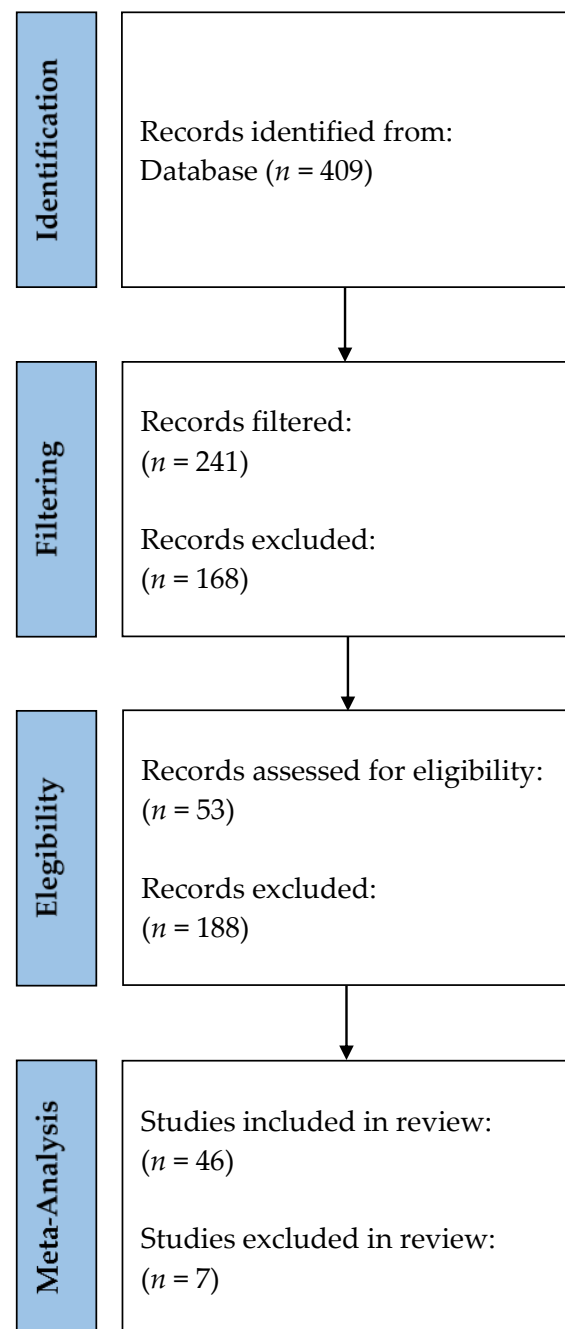 Identification
Records identified from:
Database (n = 409)
Filtering
Records filtered:
(n = 241)
Records excluded:
(n = 168)
Elegibility
Records assessed for eligibility:
(n = 53)
Records excluded:
(n = 188)
Meta-Analysis
Studies included in review:
(n = 46)
Studies excluded in review:
(n = 7)